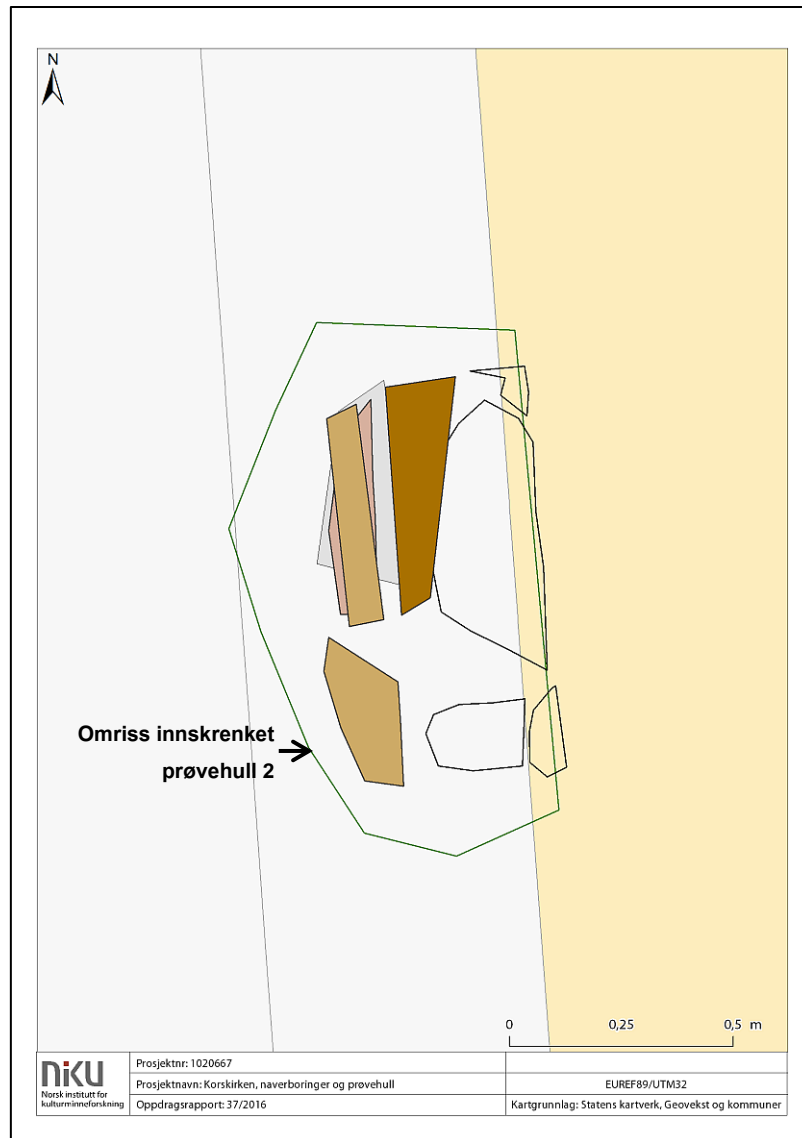 N
Omriss innskrenket
prøvehull 2
0 0,25 0,5 m
niku
Norsk institutt for
kulturminneforskning
Prosjektnr: 1020667
Prosjektnavn: Korskirken, naverboringer og prøvehull
EUREF89/UTM32
Oppdragsrapport: 37/2016
Kartgrunnlag: Statens kartverk, Geovekst og kommuner